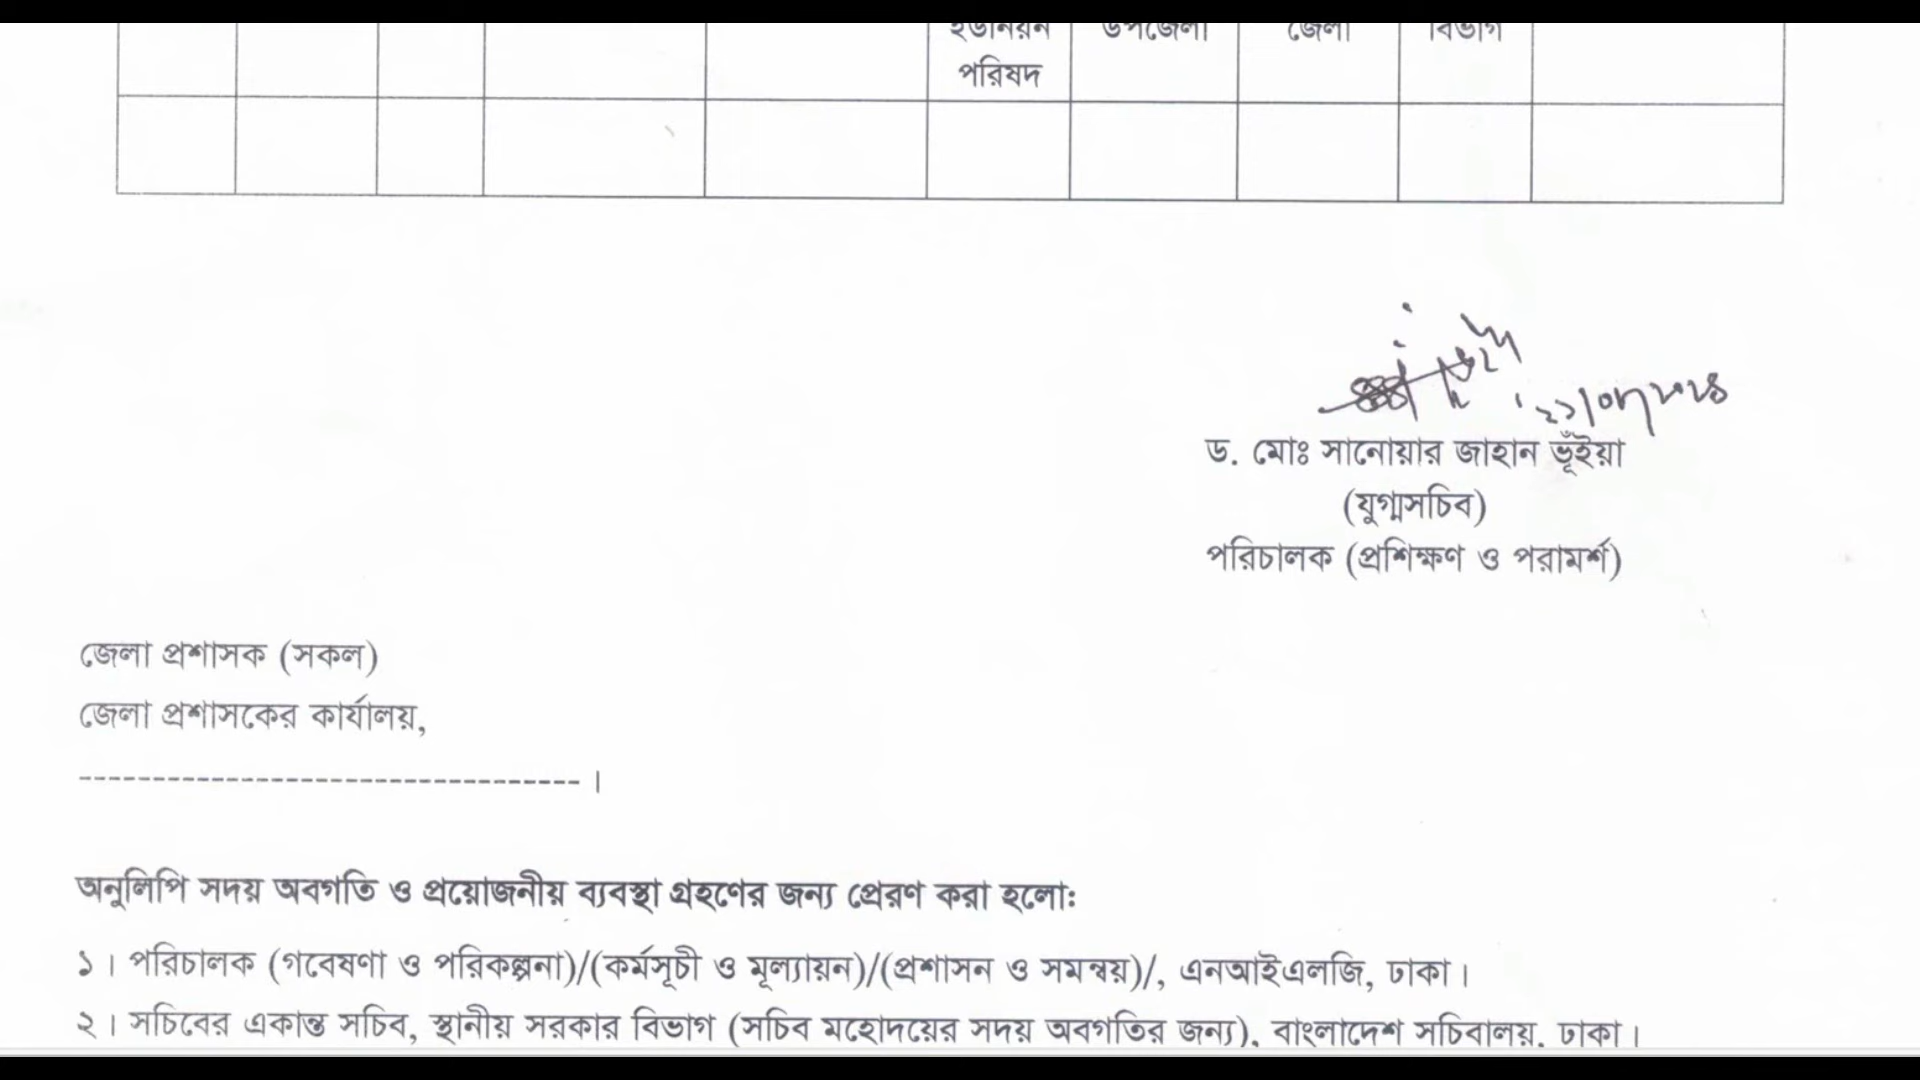 ইউনিয়ন উপজেলা জেলা বিভাগ
পরিষদ
ড. মোঃ সানোয়ার জাহান ভূঁইয়া
(যুগ্মসচিব)
পরিচালক (প্রশিক্ষণ ও পরামর্শ)
জেলা প্রশাসক (সকল)
জেলা প্রশাসকের কার্যালয়,
---------------------------------- ।
অনুলিপি সদয় অবগতি ও প্রয়োজনীয় ব্যবস্থা গ্রহণের জন্য প্রেরণ করা হলো:
১। পরিচালক (গবেষণা ও পরিকল্পনা)/(কর্মসূচী ও মূল্যায়ন)/(প্রশাসন ও সমন্বয়)/, এনআইএলজি, ঢাকা।
২। সচিবের একান্ত সচিব, স্থানীয় সরকার বিভাগ (সচিব মহোদয়ের সদয় অবগতির জন্য), বাংলাদেশ সচিবালয়, ঢাকা।